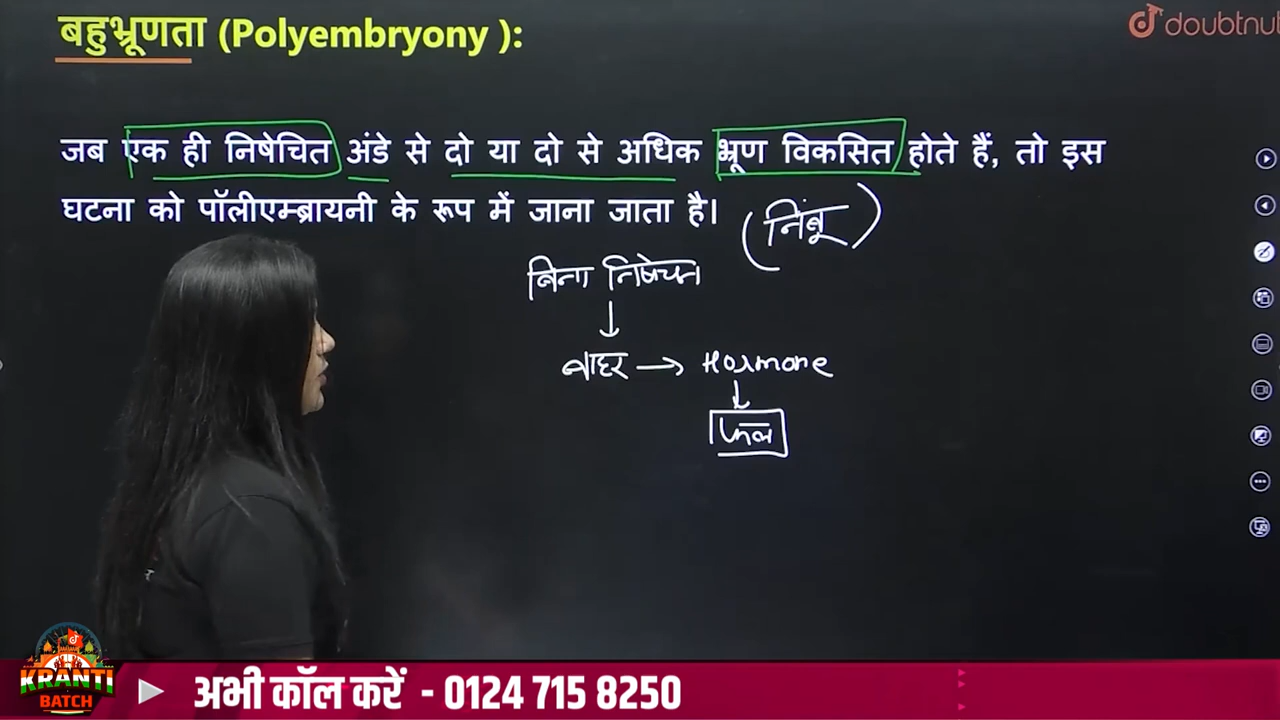 बहुभ्रूणता (Polyembryony ):
doubtnut
जब एक ही निषेचित अंडे से दो या दो से अधिक भ्रूण विकसित होते हैं, तो इस
घटना को पॉलीएम्ब्रायनी के रूप में जाना जाता है।
(निंबू)
बिना निषेचन
बाहर → Hormone
फल
KRANTI
BATCH
अभी कॉल करें - 0124 715 8250